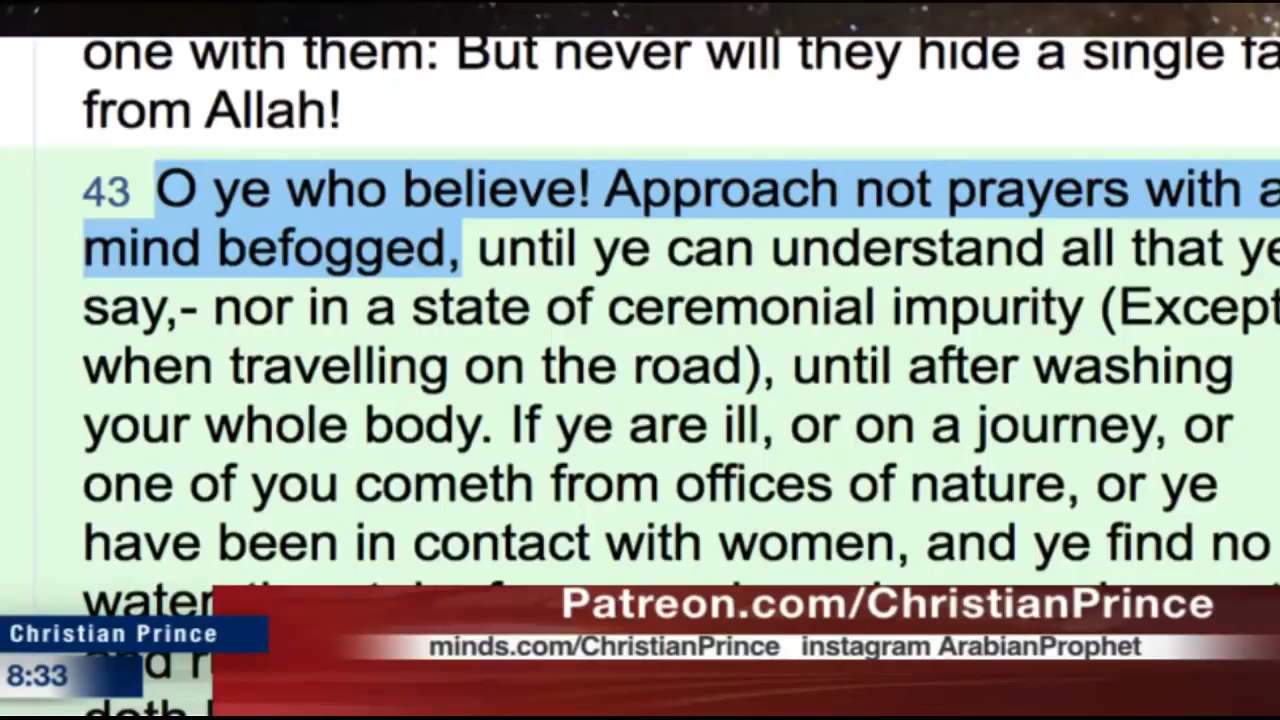 one with them: But never will they hide a single fa
from Allah!
43 O ye who believe! Approach not prayers with a
mind befogged, until ye can understand all that ye
say,- nor in a state of ceremonial impurity (Except
when travelling on the road), until after washing
your whole body. If ye are ill, or on a journey, or
one of you cometh from offices of nature, or ye
have been in contact with women, and ye find no
water
and r
doth
Patreon.com/ChristianPrince
minds.com/ChristianPrince instagram ArabianProphet
Christian Prince
8:33